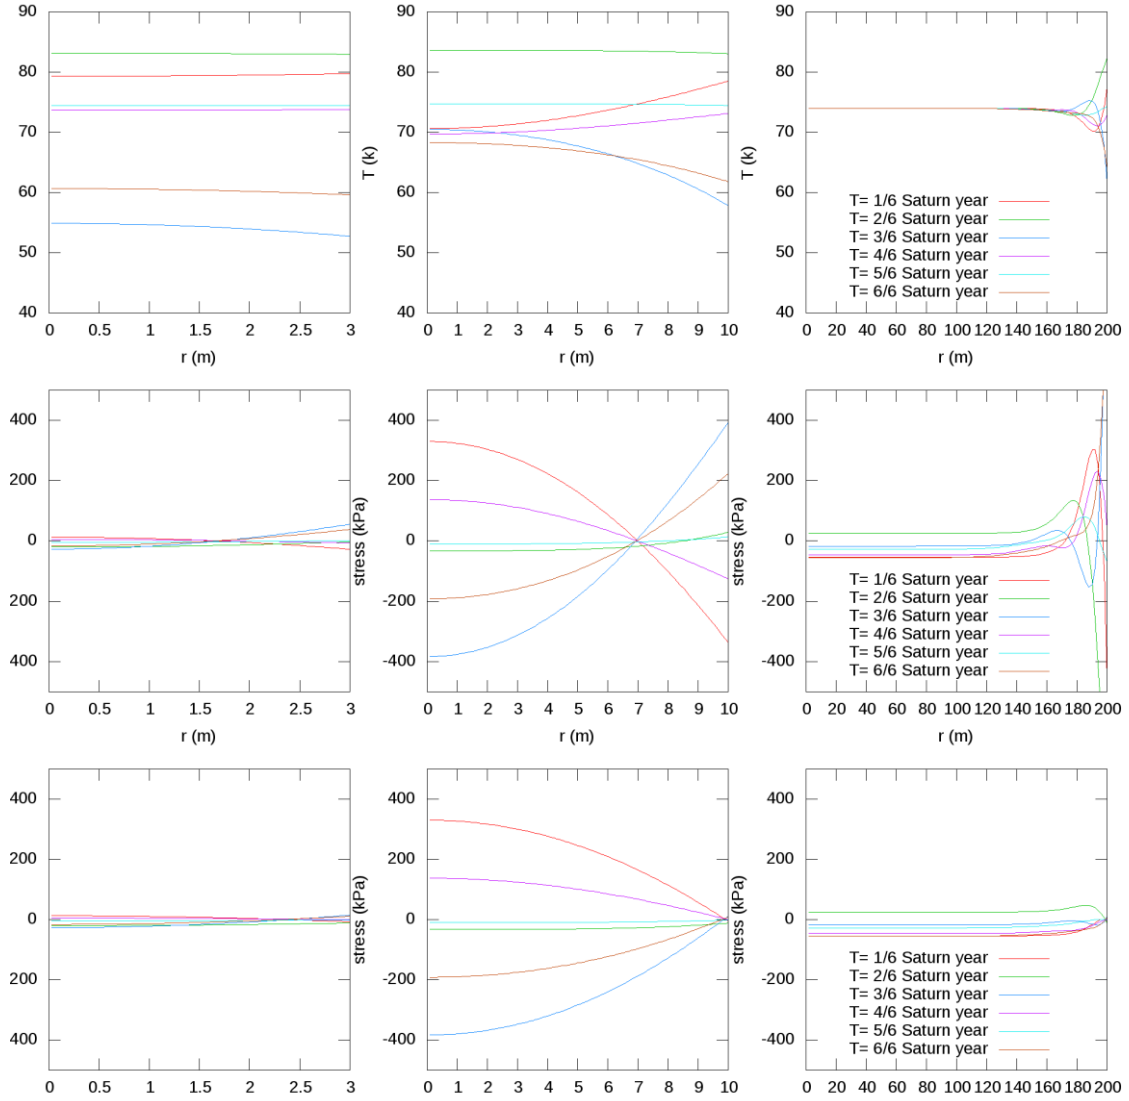 90
80
70
60
50
40
0 0.5 1 1.5 2 2.5 3
r (m)
T (k)
90
80
70
60
50
40
0 1 2 3 4 5 6 7 8 9 10
r (m)
T (k)
90
80
70
60
50
40
T= 1/6 Saturn year
T= 2/6 Saturn year
T= 3/6 Saturn year
T= 4/6 Saturn year
T= 5/6 Saturn year
T= 6/6 Saturn year
0 20 40 60 80 100 120 140 160 180 200
r (m)
400
200
0
200
400
0 0.5 1 1.5 2 2.5 3
r (m)
stress (kPa)
400
200
0
-200
-400
0 1 2 3 4 5 6 7 8 9 10
r (m)
stress (kPa)
400
200
0
-200
-400
T= 1/6 Saturn year
T= 2/6 Saturn year
T= 3/6 Saturn year
T= 4/6 Saturn year
T= 5/6 Saturn year
T= 6/6 Saturn year
0 20 40 60 80 100 120 140 160 180 200
r (m)
400
200
0
-200
-400
0 0.5 1 1.5 2 2.5 3
r (m)
stress (kPa)
400
200
0
-200
-400
0 1 2 3 4 5 6 7 8 9 10
r (m)
stress (kPa)
400
200
0
-200
-400
T= 1/6 Saturn year
T= 2/6 Saturn year
T= 3/6 Saturn year
T= 4/6 Saturn year
T= 5/6 Saturn year
T= 6/6 Saturn year
0 20 40 60 80 100 120 140 160 180 200
r (m)